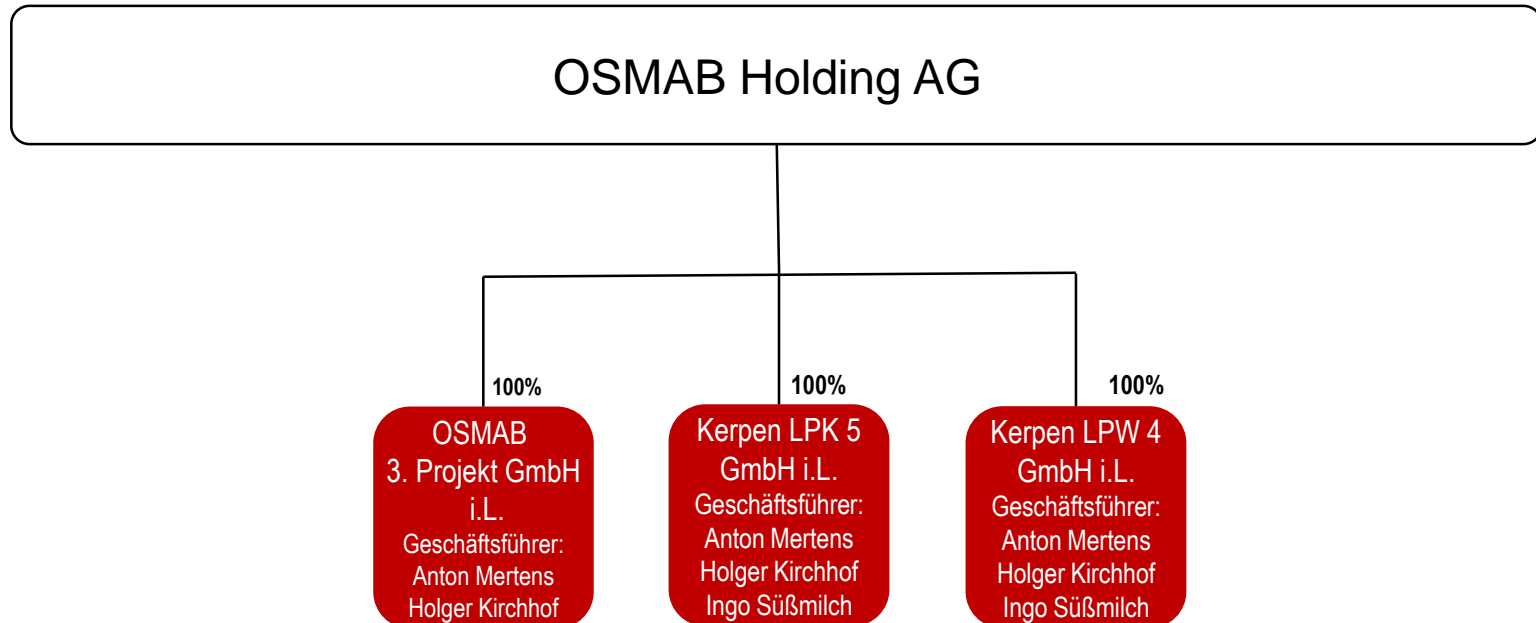 OSMAB Holding AG
100%
100%
100%
OSMAB
3. Projekt GmbH
i.L.
Geschäftsführer:
Anton Mertens
Holger Kirchhof
Kerpen LPK 5
GmbH i.L.
Geschäftsführer:
Anton Mertens
Holger Kirchhof
Ingo Süßmilch
Kerpen LPW 4
GmbH i.L.
Geschäftsführer:
Anton Mertens
Holger Kirchhof
Ingo Süßmilch